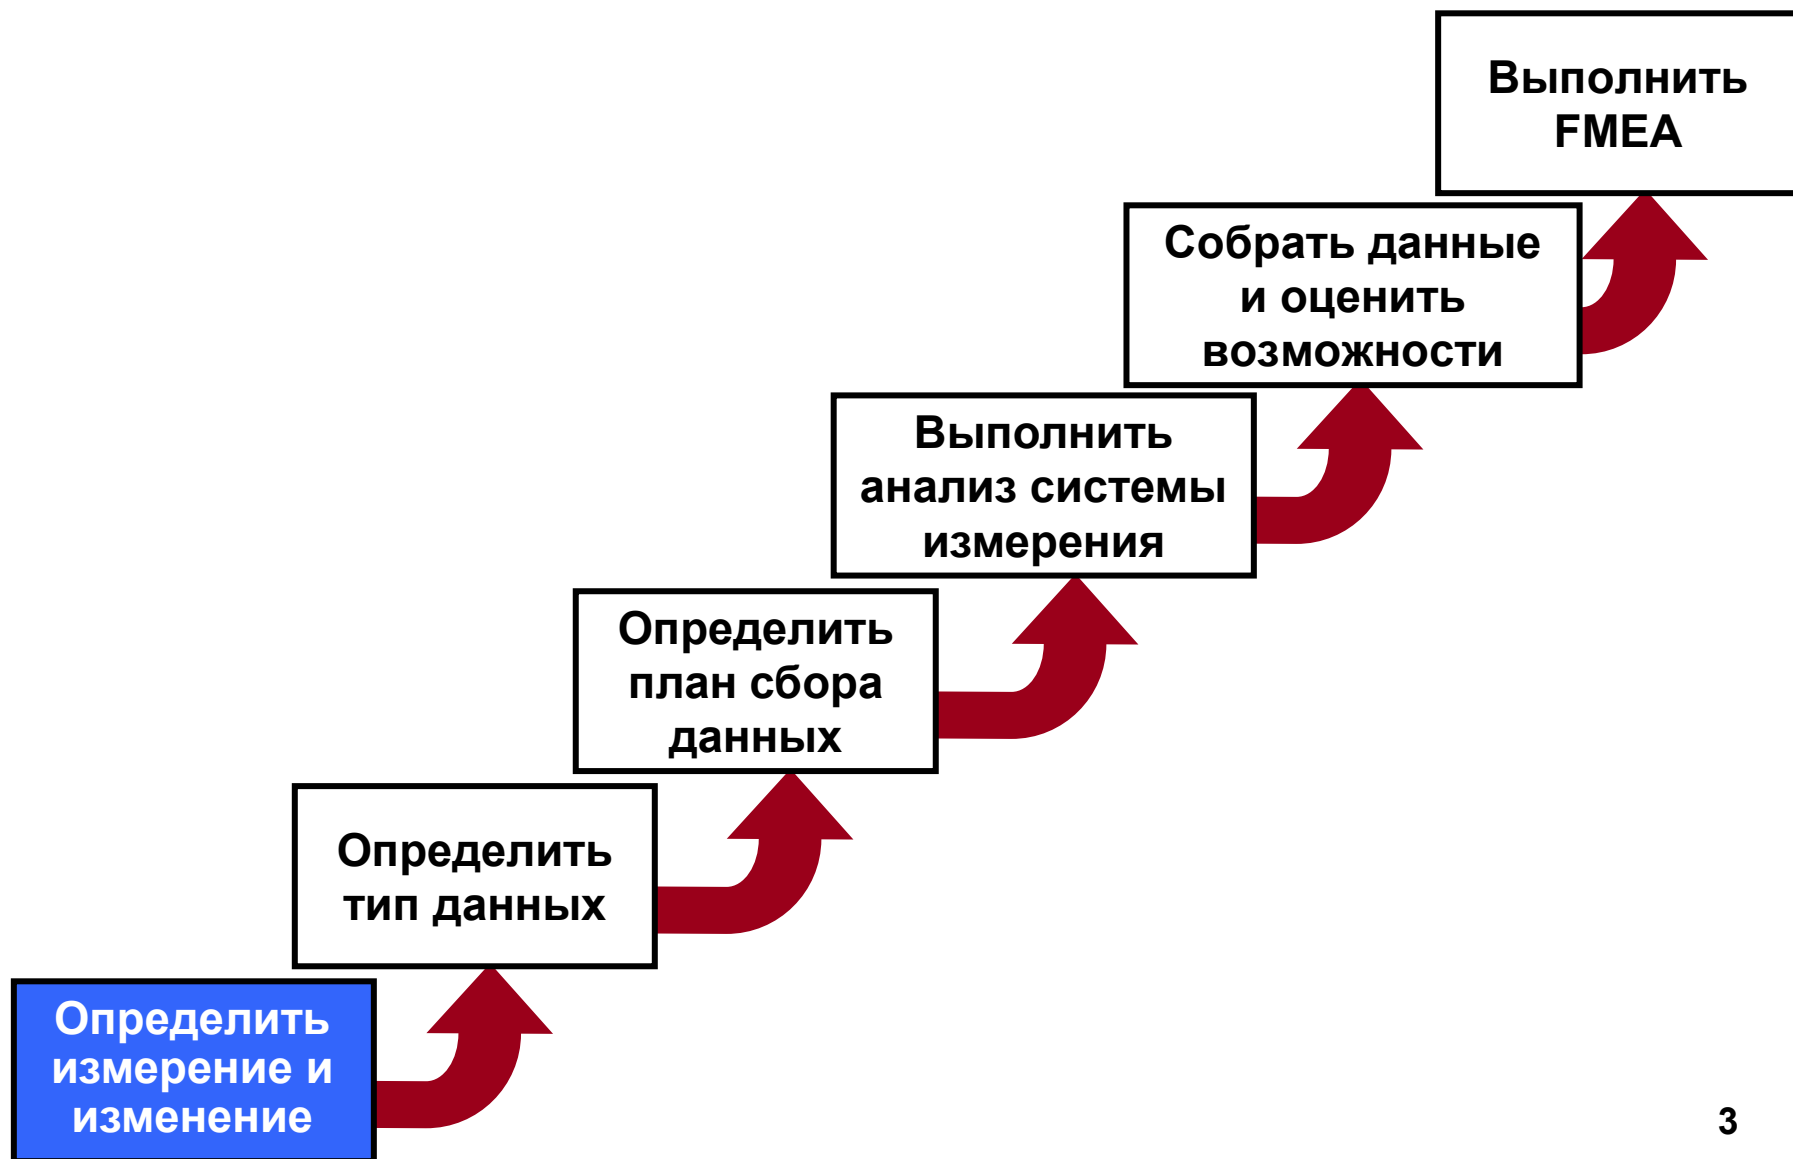 Выполнить
FMEA
Собрать данные
и оценить
возможности
Выполнить
анализ системы
измерения
Определить
план сбора
данных
Определить
тип данных
Определить
измерение и
изменение
3